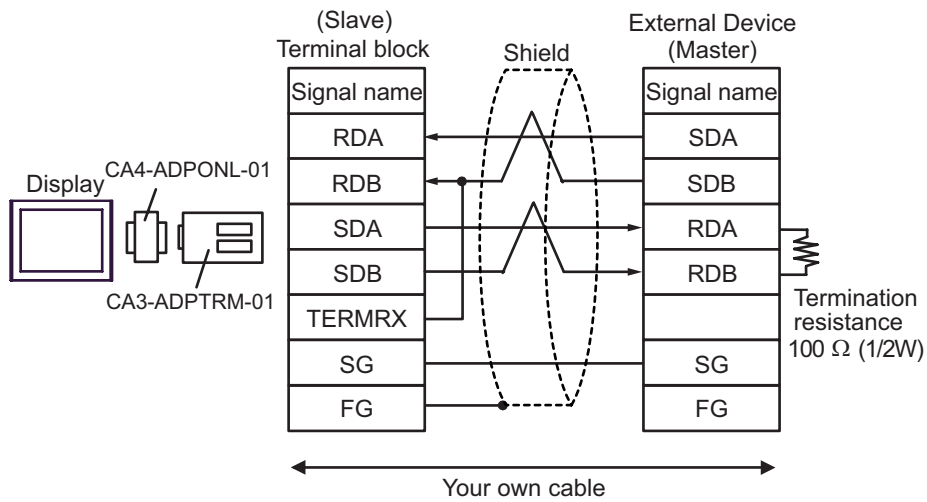 (Slave)
Terminal block
Shield
External Device
(Master)
Signal name
Signal name
RDA
SDA
RDB
SDB
SDA
RDA
SDB
RDB
TERMRX
SG
SG
FG
FG
Display
CA4-ADPONL-01
CA3-ADPTRM-01
Termination
resistance
100 Ω (1/2W)
Your own cable